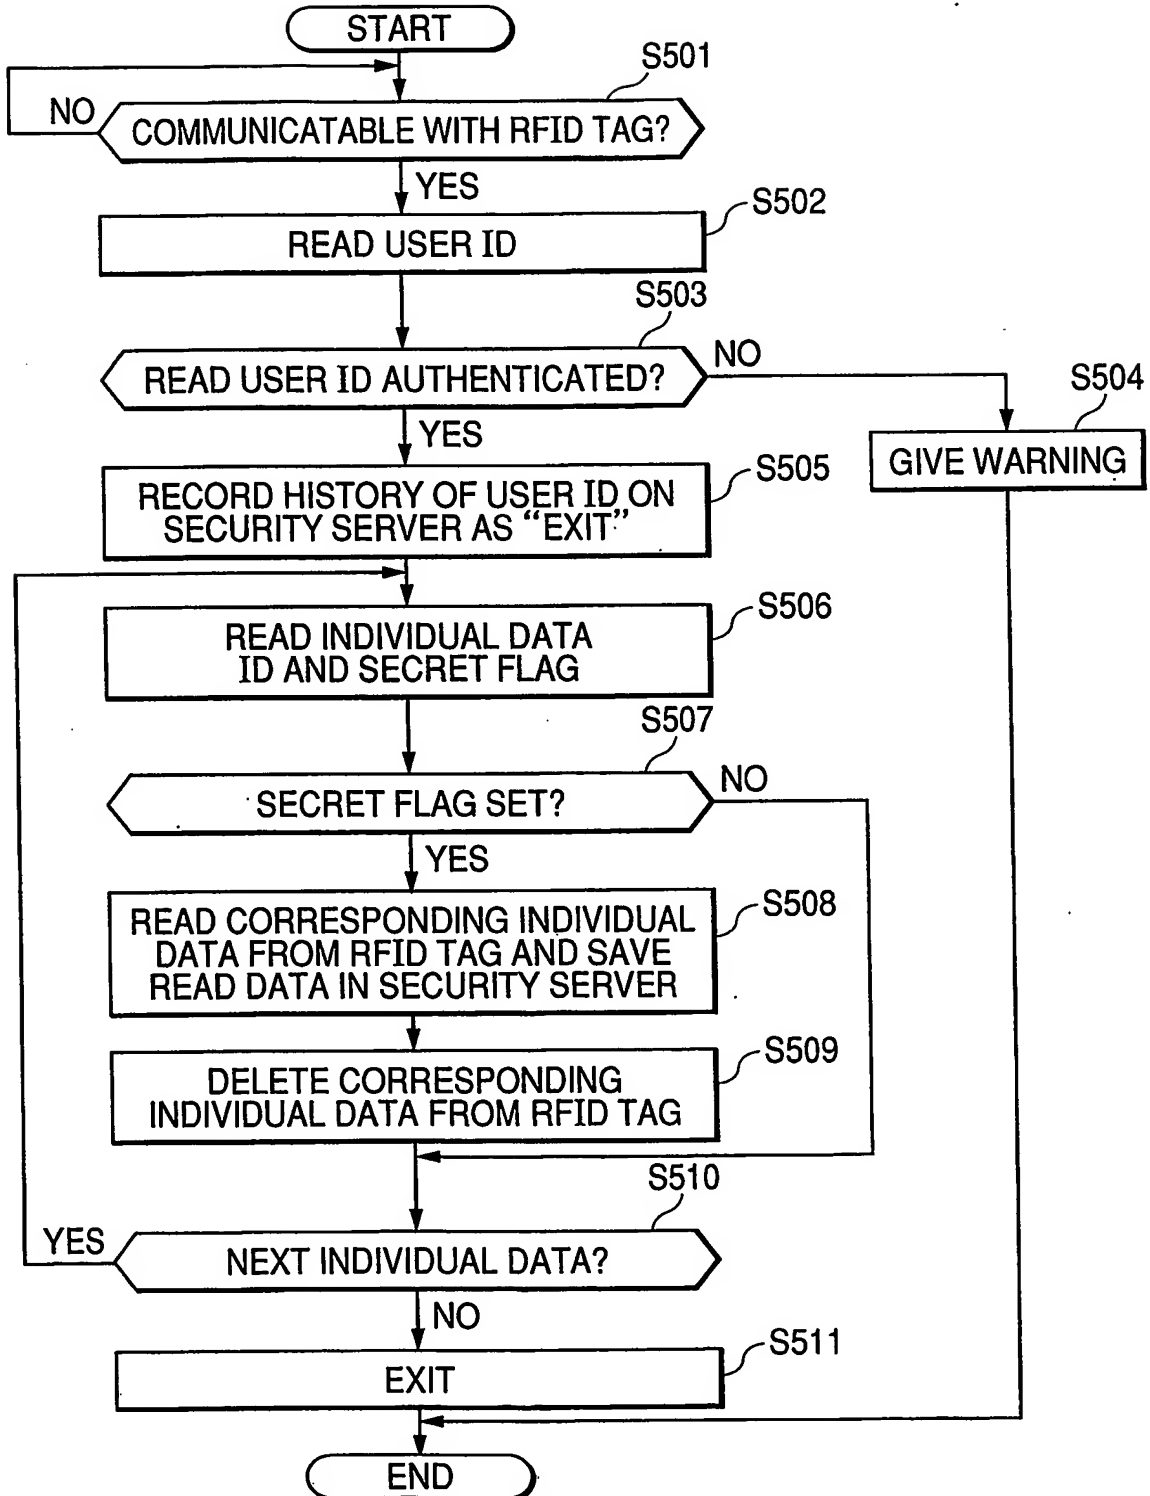 START
S501
NO
COMMUNICATABLE WITH RFID TAG?
YES
S502
READ USER ID
S503
READ USER ID AUTHENTICATED?
NO
S504
GIVE WARNING
YES
S505
RECORD HISTORY OF USER ID ON
SECURITY SERVER AS “EXIT”
S506
READ INDIVIDUAL DATA
ID AND SECRET FLAG
S507
SECRET FLAG SET?
NO
YES
S508
READ CORRESPONDING INDIVIDUAL
DATA FROM RFID TAG AND SAVE
READ DATA IN SECURITY SERVER
S509
DELETE CORRESPONDING
INDIVIDUAL DATA FROM RFID TAG
S510
YES
NEXT INDIVIDUAL DATA?
NO
S511
EXIT
END